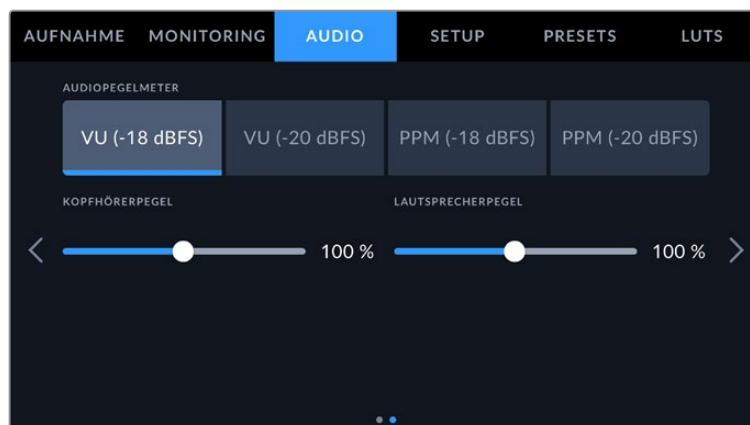 AUFNAHME MONITORING AUDIO SETUP PRESETS LUTS
AUDIOPEGELMETER
VU (-18 dBFS) VU (-20 dBFS) PPM (-18 dBFS) PPM (-20 dBFS)
KOPFHÖRERPEGEL LAUTSPRECHERPEGEL
100 % 100 %